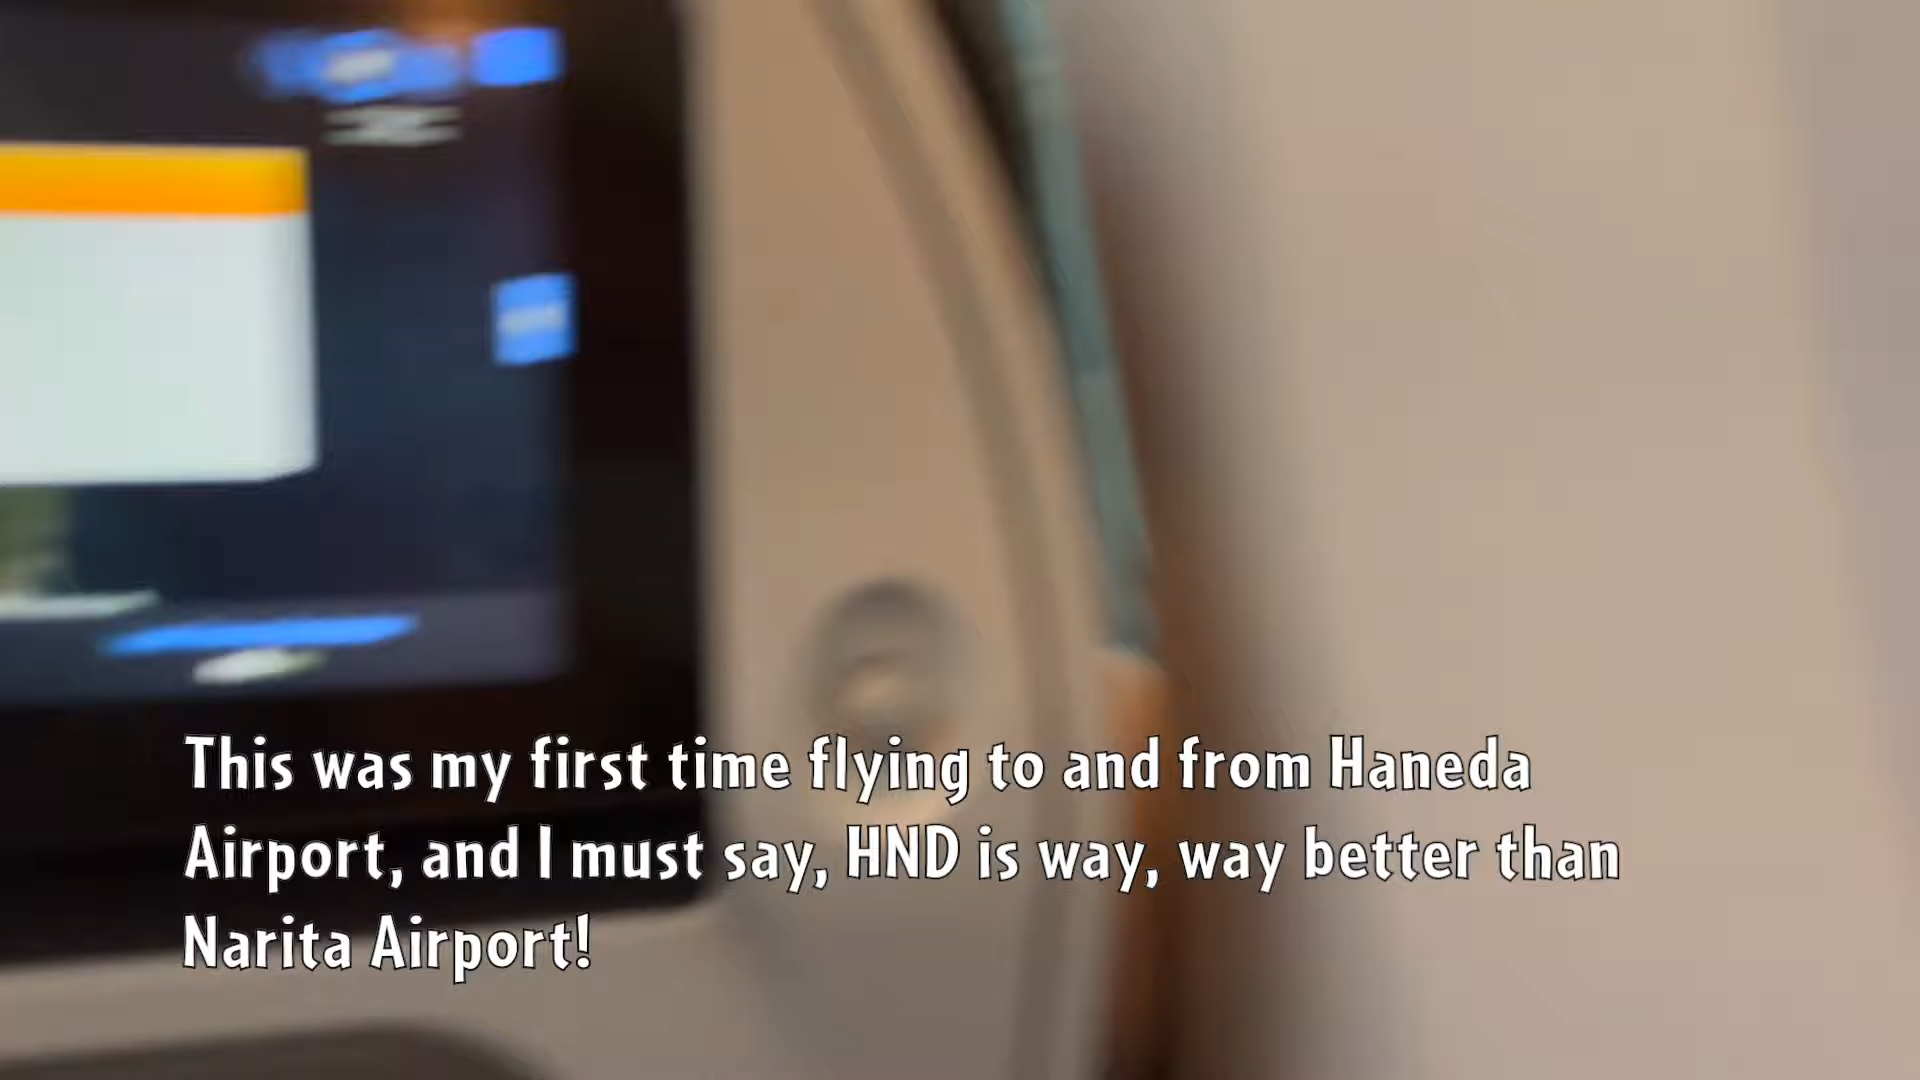 This was my first time flying to and from Haneda
Airport, and I must say, HND is way, way better than
Narita Airport!